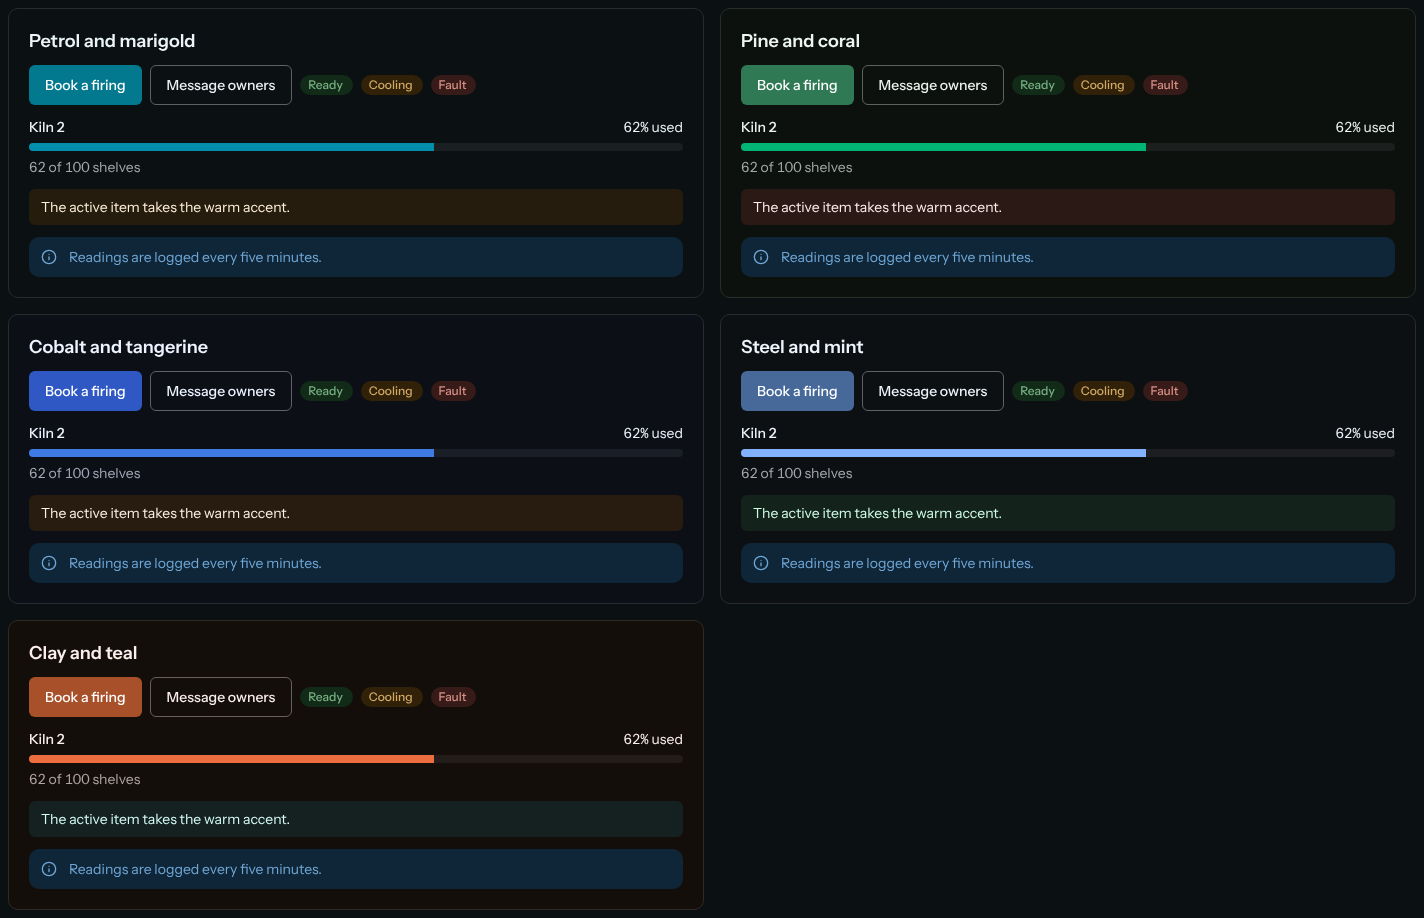 Petrol and marigold
Book a firing Message owners Ready Cooling Fault
Kiln 2 62% used
62 of 100 shelves
The active item takes the warm accent.
Readings are logged every five minutes.
Pine and coral
Book a firing Message owners Ready Cooling Fault
Kiln 2 62% used
62 of 100 shelves
The active item takes the warm accent.
Readings are logged every five minutes.
Cobalt and tangerine
Book a firing Message owners Ready Cooling Fault
Kiln 2 62% used
62 of 100 shelves
The active item takes the warm accent.
Readings are logged every five minutes.
Steel and mint
Book a firing Message owners Ready Cooling Fault
Kiln 2 62% used
62 of 100 shelves
The active item takes the warm accent.
Readings are logged every five minutes.
Clay and teal
Book a firing Message owners Ready Cooling Fault
Kiln 2 62% used
62 of 100 shelves
The active item takes the warm accent.
Readings are logged every five minutes.